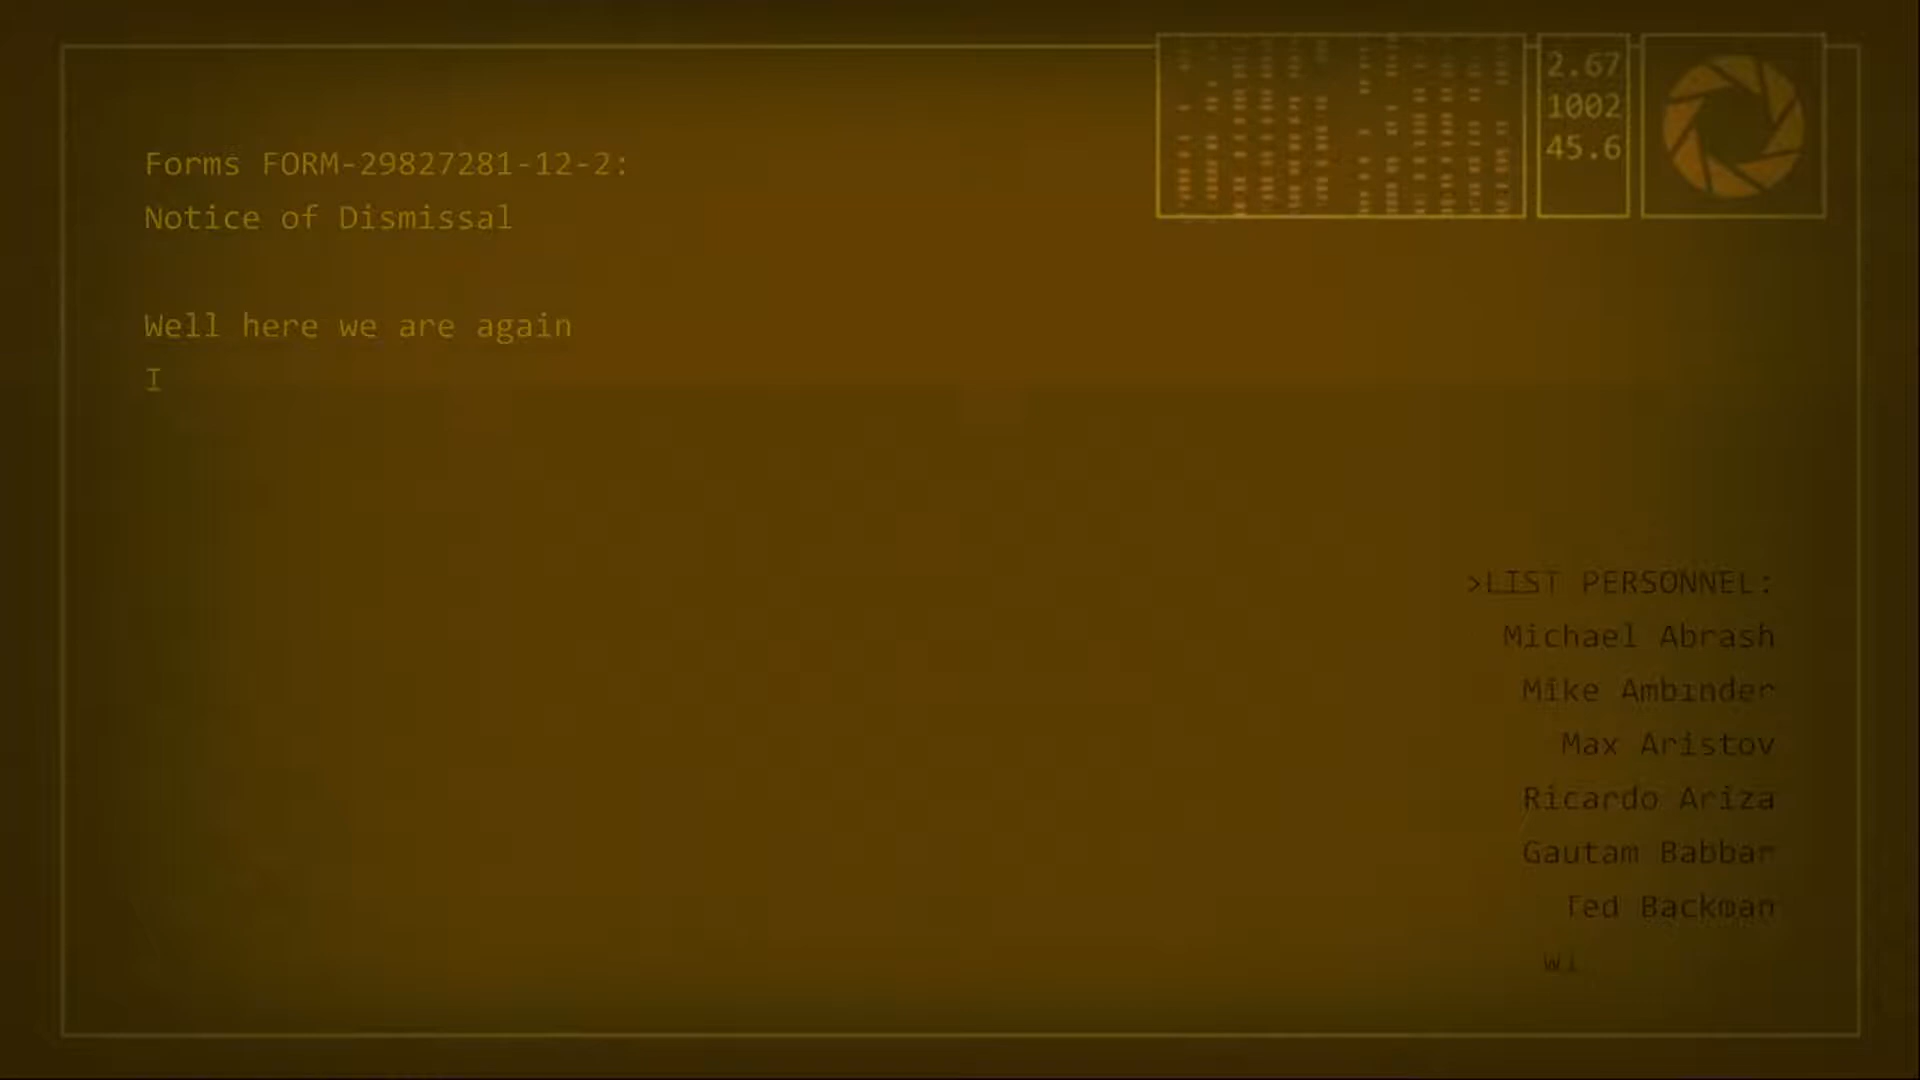 Forms FORM-29827281-12-2:
Notice of Dismissal
Well here we are again
I
2.67
1002
45.6
>LIST PERSONNEL:
Michael Abrash
Mike Ambinder
Max Aristov
Ricardo Ariza
Gautam Babbar
Ted Backman
Wi